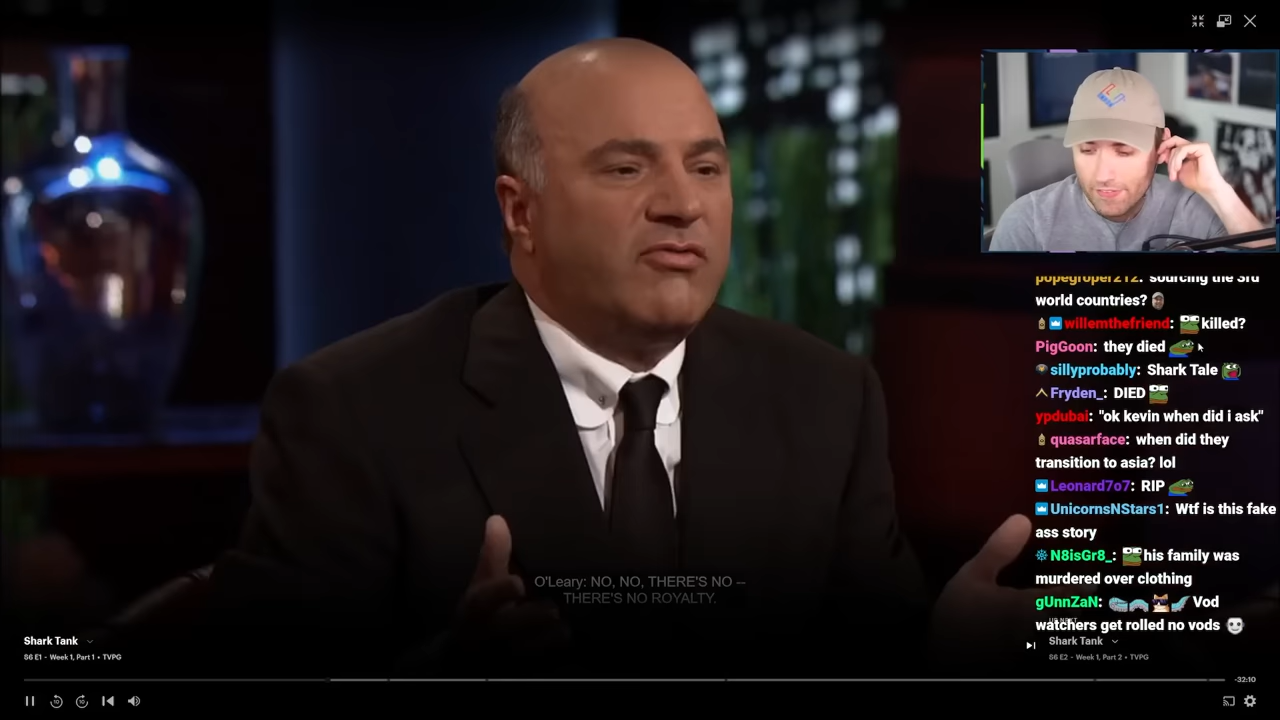 popegroper212: sourcing the 3rd
world countries?
willemthefriend: killed?
PigGoon: they died
sillyprobably: Shark Tale
Fryden_: DIED
ypdubai: "ok kevin when did i ask"
quasarface: when did they
transition to asia? lol
Leonard7o7: RIP
UnicornsNStars1: Wtf is this fake
ass story
N8isGr8_: his family was
murdered over clothing
gUnnZaN: Vod
watchers get rolled no vods
O'Leary: NO, NO, THERE'S NO --
THERE'S NO ROYALTY.
Shark Tank
S6 E1 • Week 1, Part 1 • TVPG
UP NEXT
Shark Tank
S6 E2 • Week 1, Part 2 • TVPG
-32:10
10
10